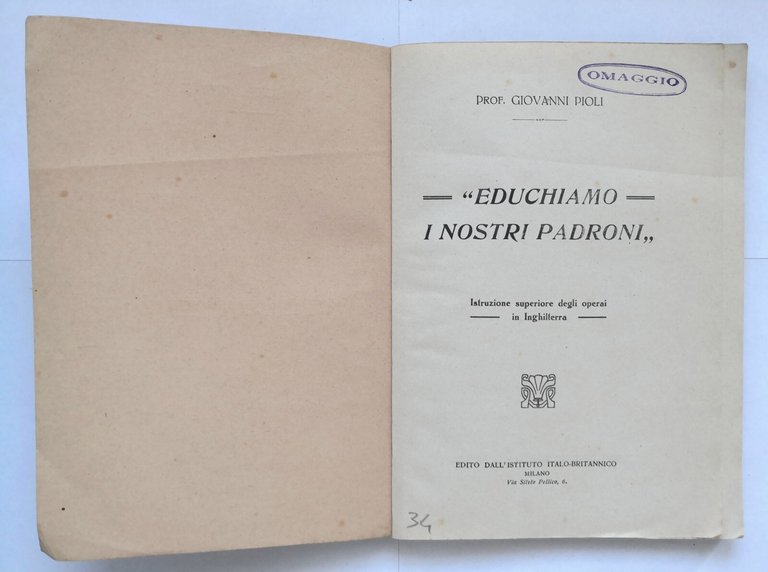 OMAGGIO
PROF. GIOVANNI PIOLI
"EDUCHIAMO
I NOSTRI PADRONI„
Istruzione superiore degli operai
in Inghilterra
EDITO DALL'ISTITUTO ITALO-BRITANNICO
MILANO
Via Silvio Pellico, 6.
34